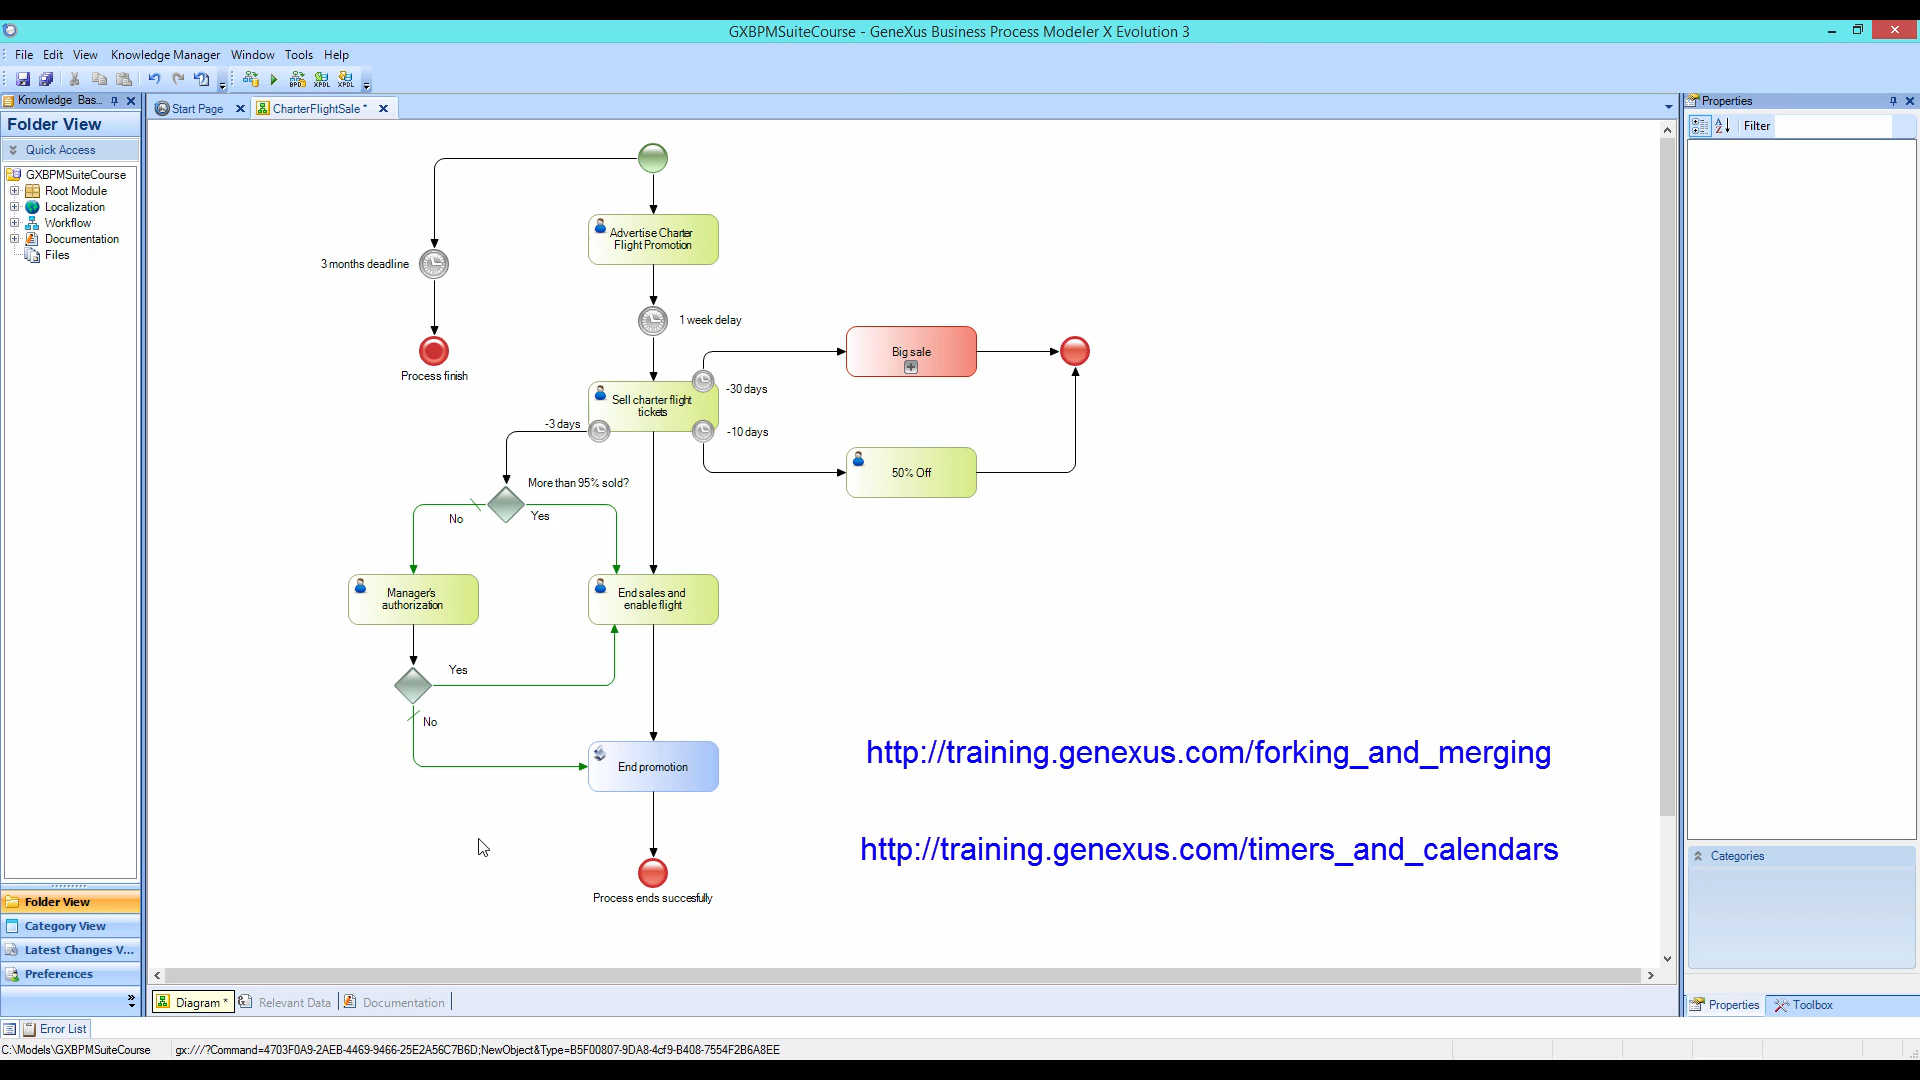 GXBPMSuiteCourse - GeneXus Business Process Modeler X Evolution 3
File Edit View Knowledge Manager Window Tools Help
BPD XPDL XPDL
Knowledge Bas...
Start Page
CharterFlightSale *
Properties
Folder View
Quick Access
Filter
GXBPMSuiteCourse
Root Module
Localization
Workflow
Documentation
Files
Advertise Charter
Flight Promotion
3 months deadline
1 week delay
Process finish
Big sale
-30 days
Sell charter flight
tickets
-3 days
-10 days
50% Off
More than 95% sold?
No
Yes
Manager's
authorization
End sales and
enable flight
Yes
No
End promotion
http://training.genexus.com/forking_and_merging
http://training.genexus.com/timers_and_calendars
Process ends succesfully
Categories
Folder View
Category View
Latest Changes V...
Preferences
Diagram *
Relevant Data
Documentation
Properties
Toolbox
Error List
C:\Models\GXBPMSuiteCourse
gx:///?Command=4703F0A9-2AEB-4469-9466-25E2A56C7B6D;NewObject&Type=B5F00807-9DA8-4cf9-B408-7554F2B6A8EE